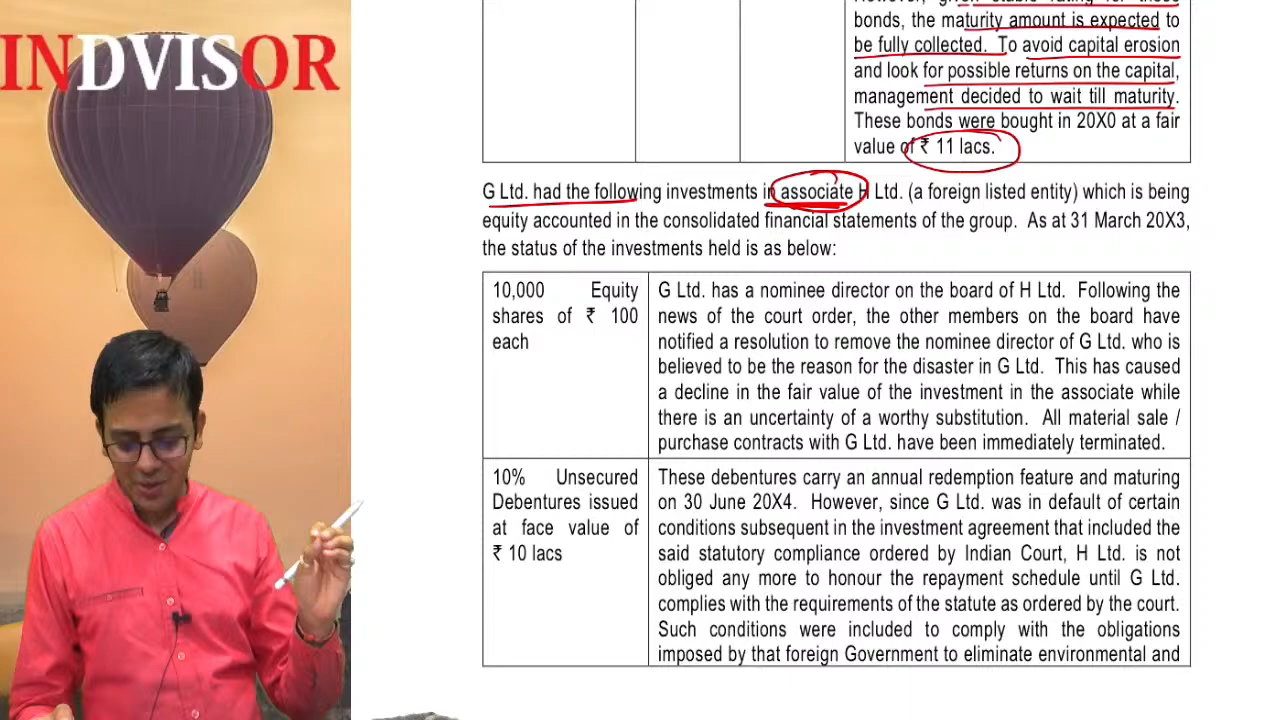 INDVISOR
bonds, the maturity amount is expected to
be fully collected. To avoid capital erosion
and look for possible returns on the capital,
management decided to wait till maturity.
These bonds were bought in 20X0 at a fair
value of ₹ 11 lacs.
G Ltd. had the following investments in associate H Ltd. (a foreign listed entity) which is being
equity accounted in the consolidated financial statements of the group. As at 31 March 20X3,
the status of the investments held is as below:
10,000 Equity
shares of ₹ 100
each
G Ltd. has a nominee director on the board of H Ltd. Following the
news of the court order, the other members on the board have
notified a resolution to remove the nominee director of G Ltd. who is
believed to be the reason for the disaster in G Ltd. This has caused
a decline in the fair value of the investment in the associate while
there is an uncertainty of a worthy substitution. All material sale /
purchase contracts with G Ltd. have been immediately terminated.
10% Unsecured
Debentures issued
at face value of
₹ 10 lacs
These debentures carry an annual redemption feature and maturing
on 30 June 20X4. However, since G Ltd. was in default of certain
conditions subsequent in the investment agreement that included the
said statutory compliance ordered by Indian Court, H Ltd. is not
obliged any more to honour the repayment schedule until G Ltd.
complies with the requirements of the statute as ordered by the court.
Such conditions were included to comply with the obligations
imposed by that foreign Government to eliminate environmental and